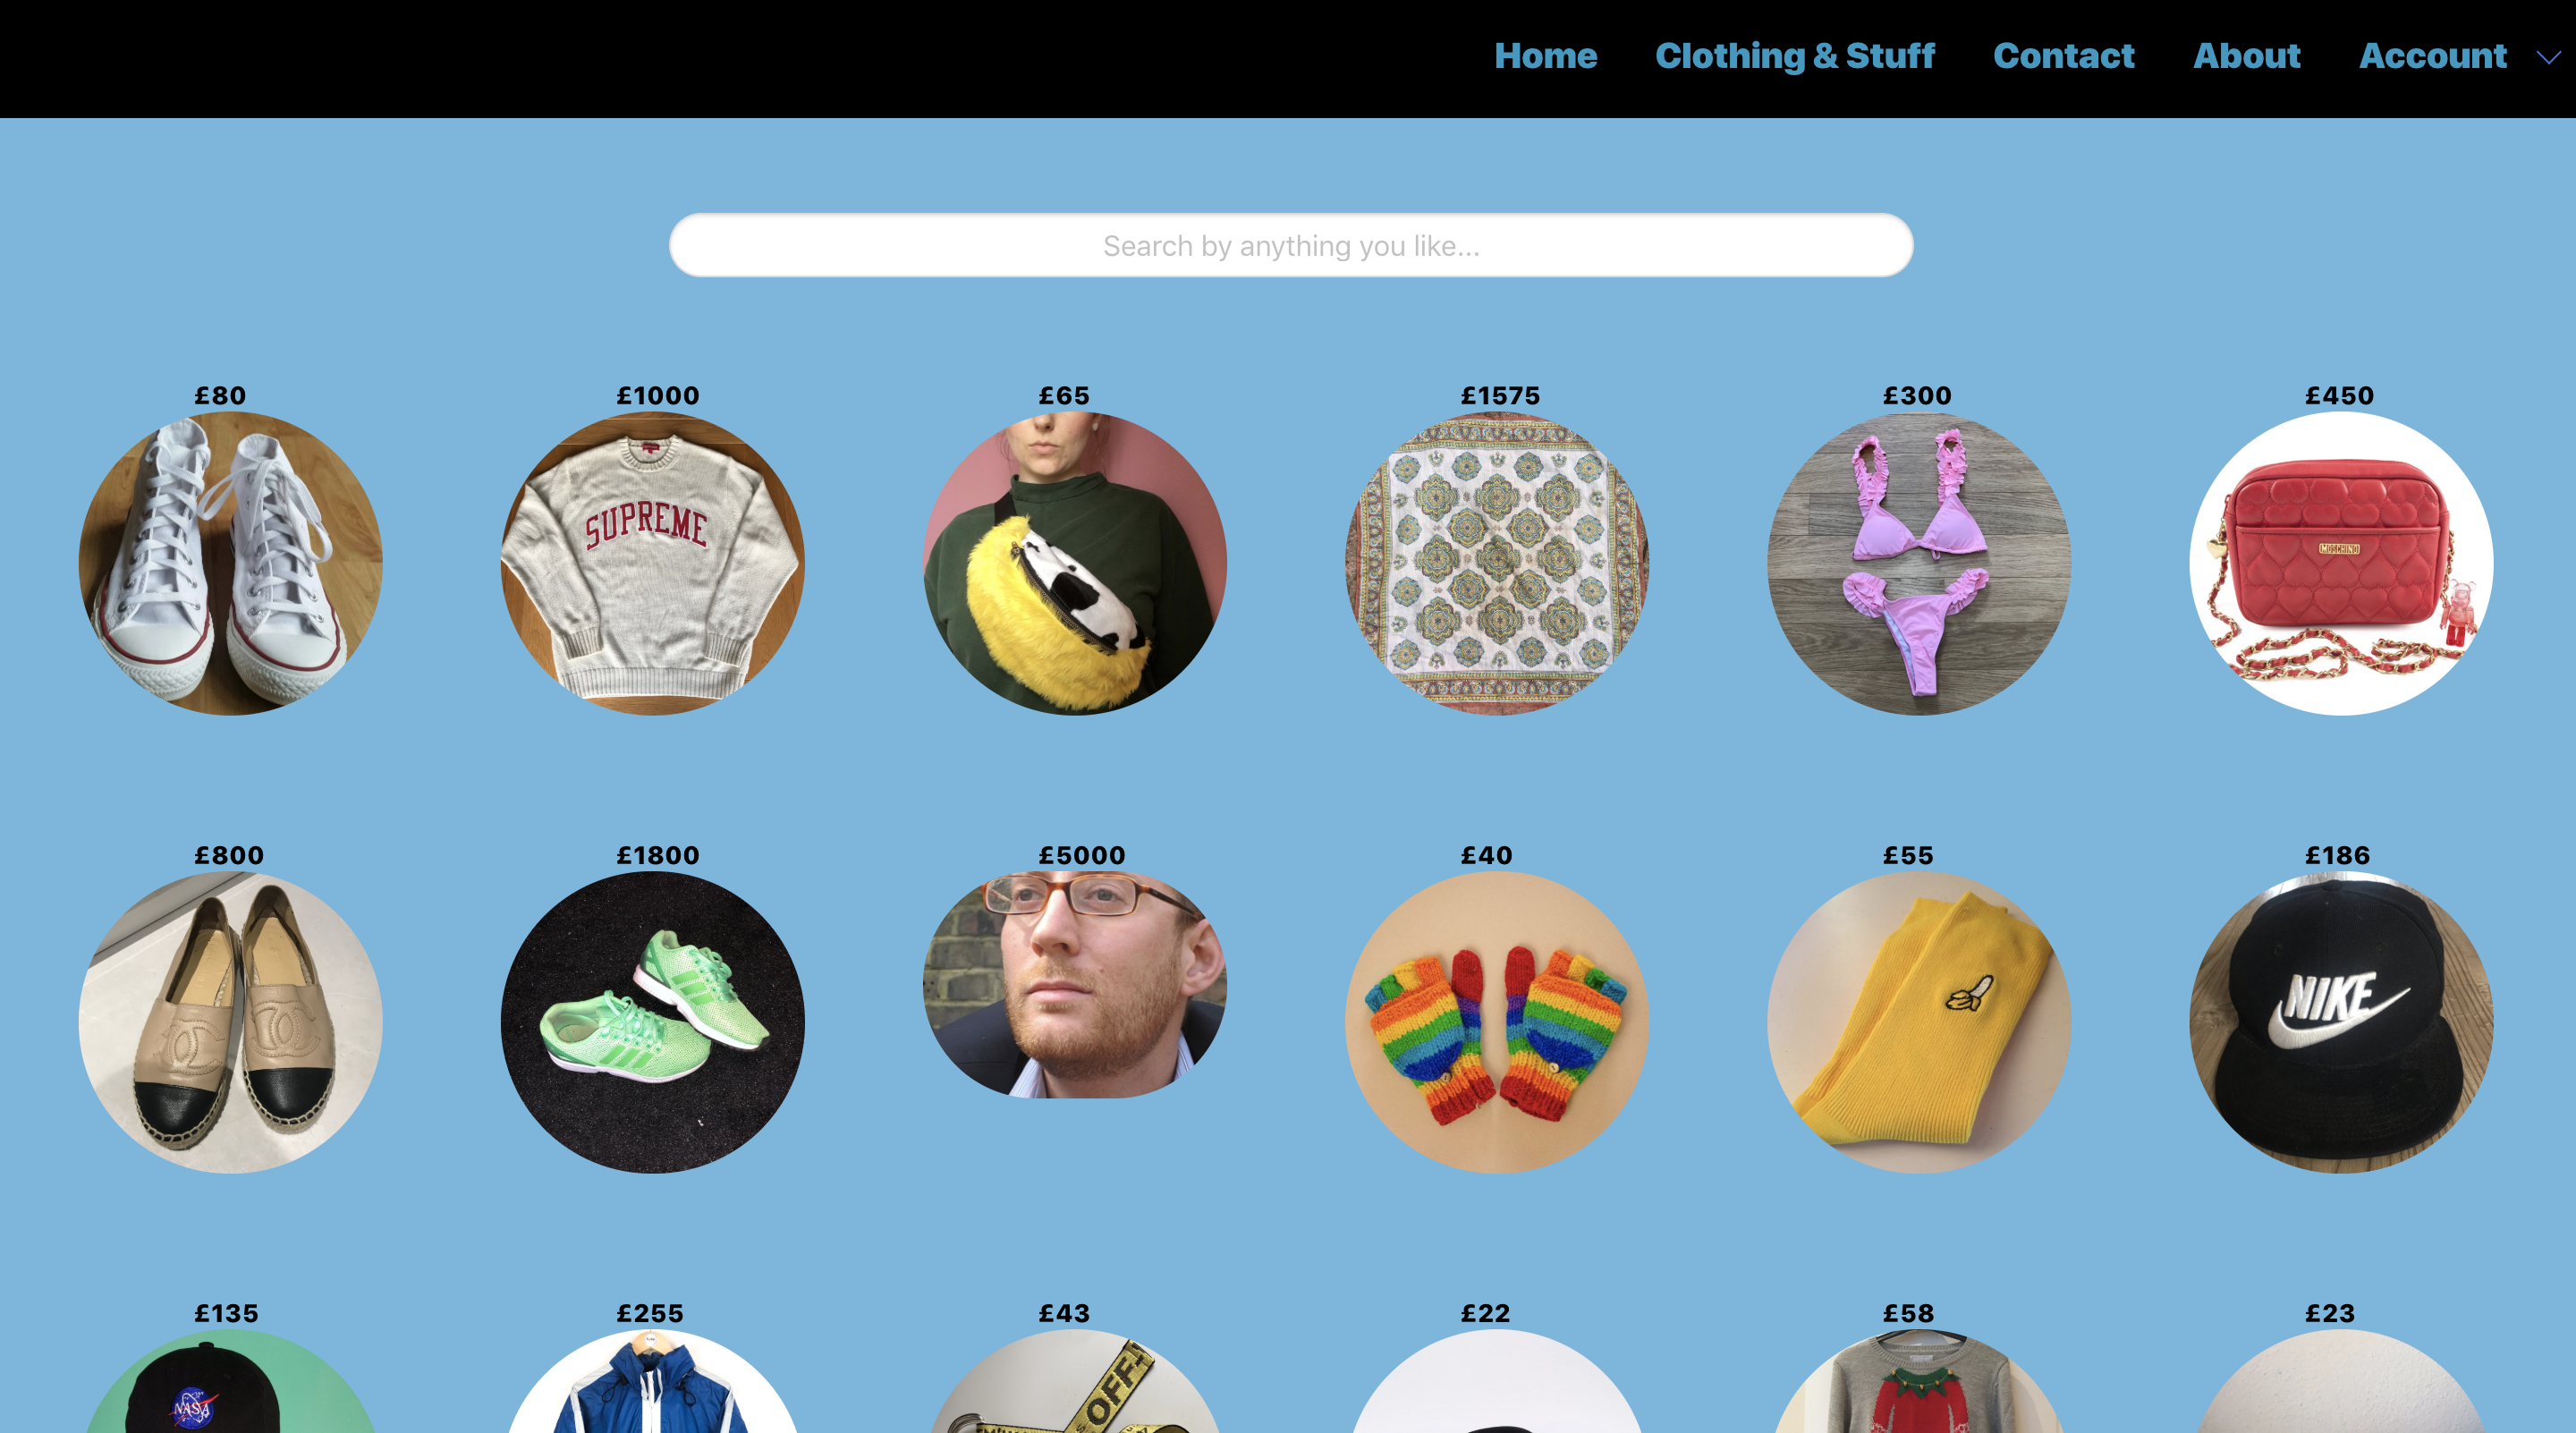 Home Clothing & Stuff Contact About Account
Search by anything you like...
£80 £1000 £65 £1575 £300 £450
SUPREME
MOSCHINO
£800 £1800 £5000 £40 £55 £186
NIKE
£135 £255 £43 £22 £58 £23
NASA
OFF